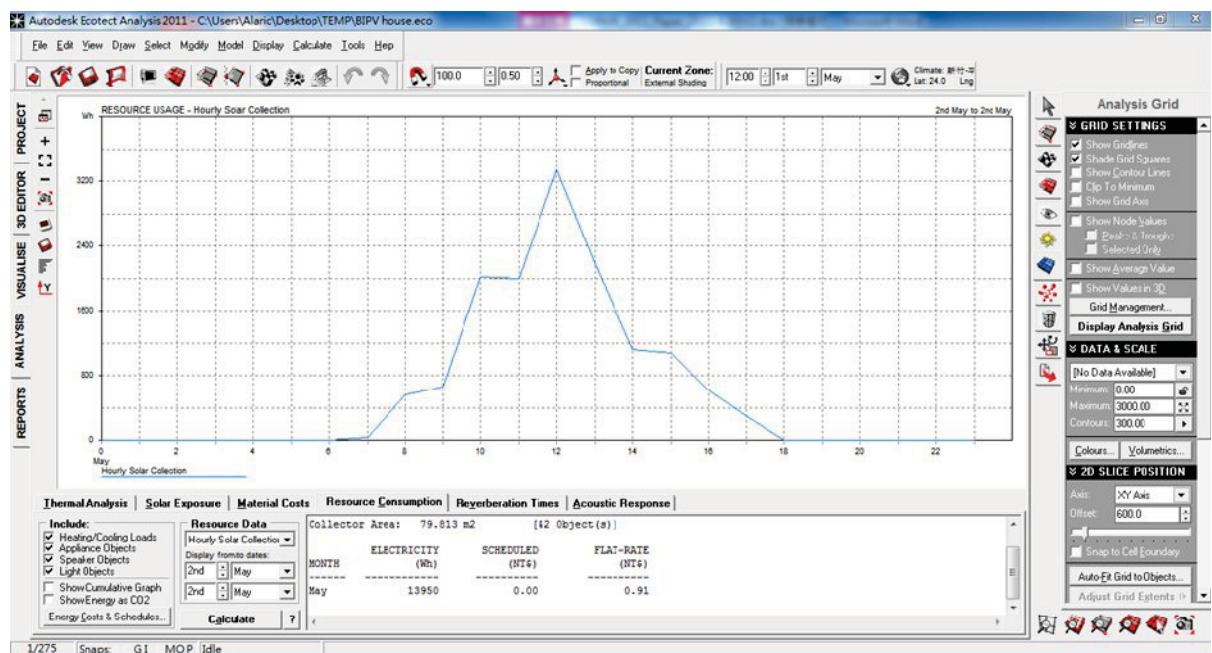 Autodesk Ecotect Analysis 2011 - C:\Users\Alaric\Desktop\TEMP\BIPV house.eco
File Edit View Draw Select Modify Model Display Calculate Tools Hep
100.0 0.50 Apply to Copy Proportional Current Zone: External Shading 12:00 1st May Climate: 新竹-平 Lat: 24.0 Lng
PROJECT
3D EDITOR
VISUALISE
ANALYSIS
REPORTS
RESOURCE USAGE - Hourly Soar Collection
2nd May to 2nc May
Wh
3200
2400
1600
800
0
0 2 4 6 8 10 12 14 16 18 20 22
May
Hourly Solar Collection
Thermal Analysis Solar Exposure Material Costs Resource Consumption Reverberation Times Acoustic Response
Include:
Heating/Cooling Loads
Appliance Objects
Speaker Objects
Light Objects
Show Cumulative Graph
Show Energy as CO2
Energy Costs & Schedules...
Resource Data
Hourly Solar Collection
Display from to dates:
2nd May
2nd May
Calculate ?
Collector Area: 79.813 m2 [42 Object(s)]
ELECTRICITY SCHEDULED FLAT-RATE
MONTH (Wh) (NT$) (NT$)
May 13950 0.00 0.91
Analysis Grid
GRID SETTINGS
Show Gridlines
Shade Grid Squares
Show Contour Lines
Clip To Minimum
Show Grid Axis
Show Node Values
Peaks & Troughs
Selected Only
Show Average Value
Show Values in 3D
Grid Management...
Display Analysis Grid
DATA & SCALE
[No Data Available]
Minimum: 0.00
Maximum: 3000.00
Contours: 300.00
Colours... Volumetrics...
2D SLICE POSITION
Axis: XY Axis
Offset: 600.0
Snap to Cell Boundary
Auto-Fit Grid to Objects...
Adjust Grid Extents
1/275 Snaps: GI MOP Idle